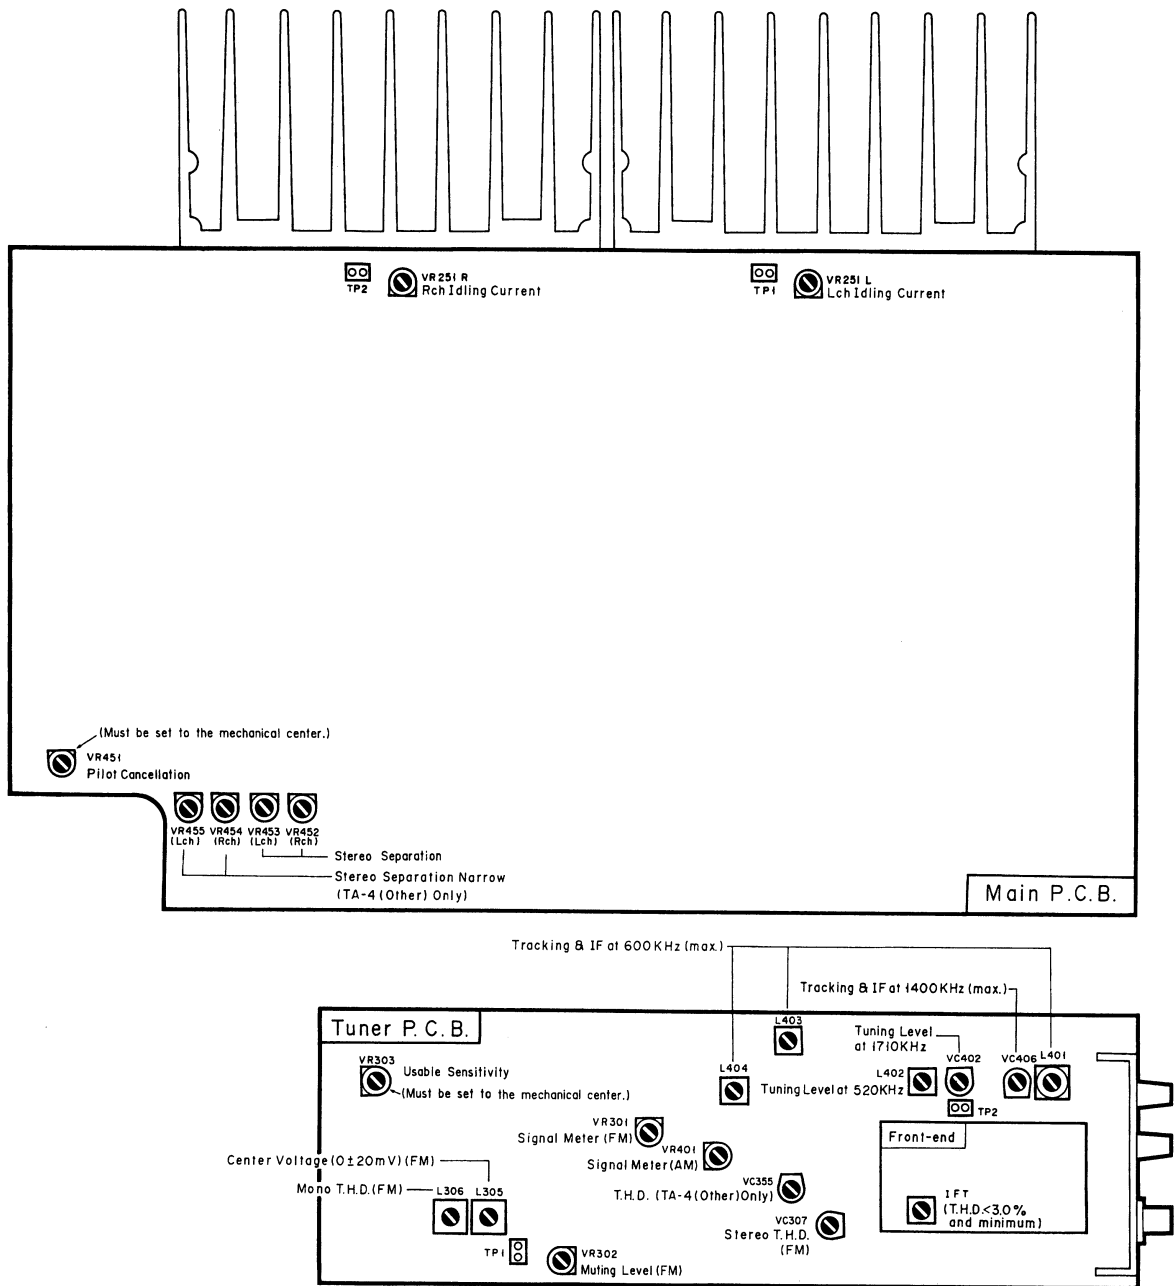 TP2
VR251 R
Rch Idling Current
TP1
VR251 L
Lch Idling Current
(Must be set to the mechanical center.)
VR451
Pilot Cancellation
VR455
(Lch)
VR454
(Rch)
VR453
(Lch)
VR452
(Rch)
Stereo Separation
Stereo Separation Narrow
(TA-4 (Other) Only)
Main P.C.B.
Tracking & IF at 600KHz (max.)
Tracking & IF at 1400KHz (max.)
Tuner P.C.B.
L403
Tuning Level
at 1710KHz
VR303
Usable Sensitivity
(Must be set to the mechanical center.)
L404
Tuning Level at 520KHz
L402
VC402
VC406
L401
TP2
VR301
Signal Meter (FM)
VR401
Signal Meter (AM)
Front-end
Center Voltage (0±20mV) (FM)
Mono T.H.D. (FM)
L306
L305
VC355
T.H.D. (TA-4 (Other) Only)
IFT
(T.H.D.<3.0%
and minimum)
VC307
Stereo T.H.D.
(FM)
TP1
VR302
Muting Level (FM)